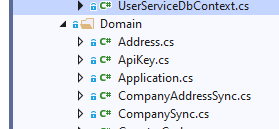 C# UserServiceDbContext.cs
Domain
C# Address.cs
C# ApiKey.cs
C# Application.cs
C# CompanyAddressSync.cs
C# CompanySync.cs